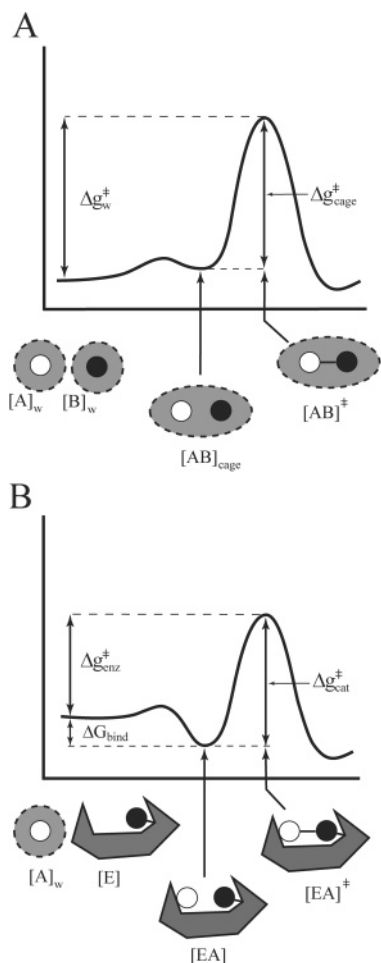 A
Δg‡w
Δg‡cage
[A]w [B]w
[AB]cage
[AB]‡
B
Δg‡enz
ΔGbind
Δg‡cat
[A]w [E]
[EA]
[EA]‡